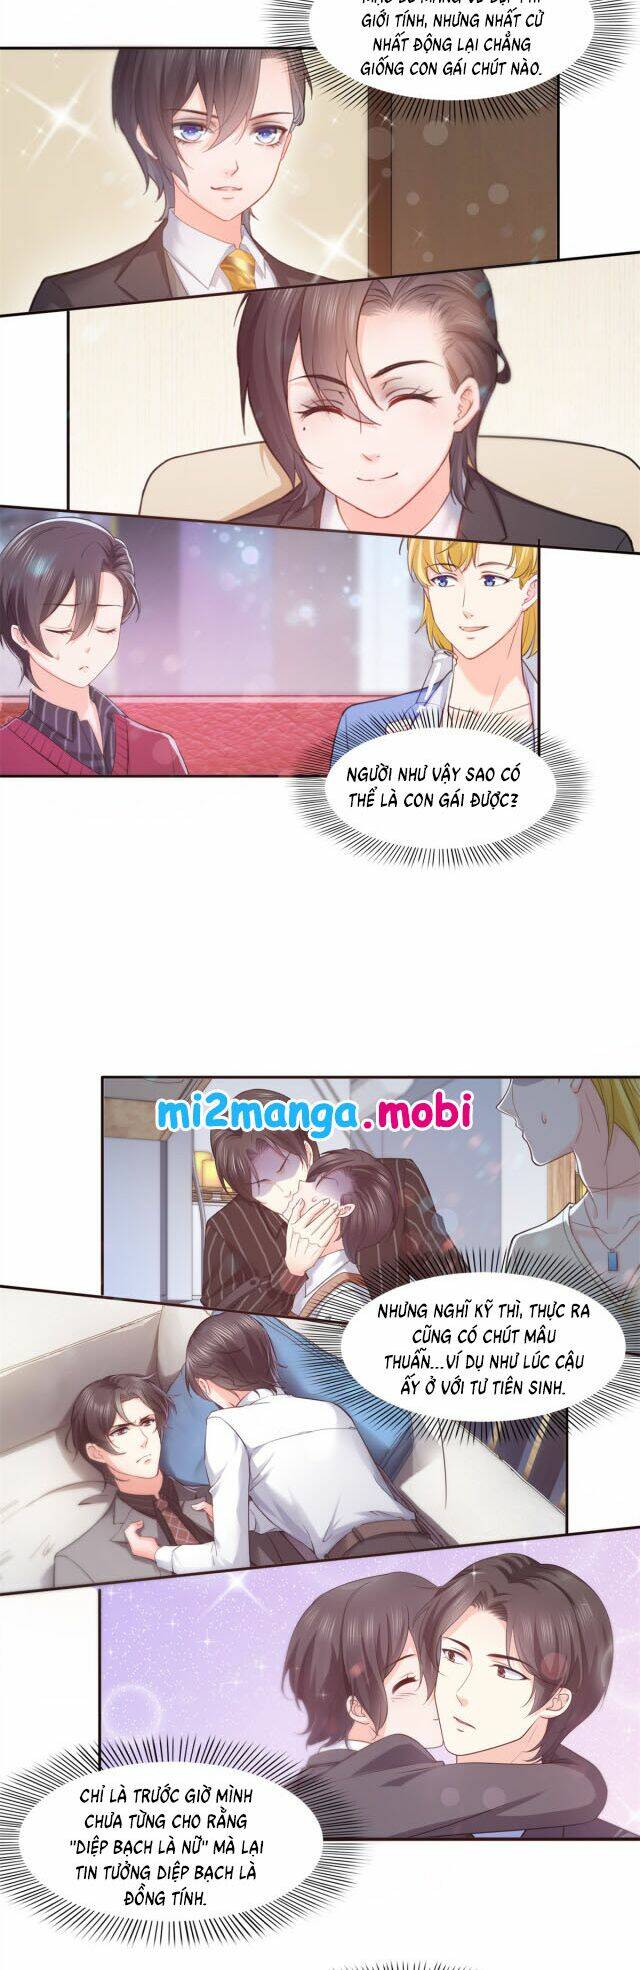 GIỚI TÍNH, NHƯNG NHẤT CỬ
NHẤT ĐỘNG LẠI CHẲNG
GIỐNG CON GÁI CHÚT NÀO.
NGƯỜI NHƯ VẬY SAO CÓ
THỂ LÀ CON GÁI ĐƯỢC?
mi2manga.mobi
NHƯNG NGHĨ KỸ THÌ, THỰC RA
CŨNG CÓ CHÚT MÂU
THUẪN...VÍ DỤ NHƯ LÚC CẬU
ẤY Ở VỚI TƯ TIÊN SINH.
CHỈ LÀ TRƯỚC GIỜ MÌNH
CHƯA TỪNG CHO RẰNG
"DIỆP BẠCH LÀ NỮ" MÀ LẠI
TIN TƯỞNG DIỆP BẠCH LÀ
ĐỒNG TÍNH.